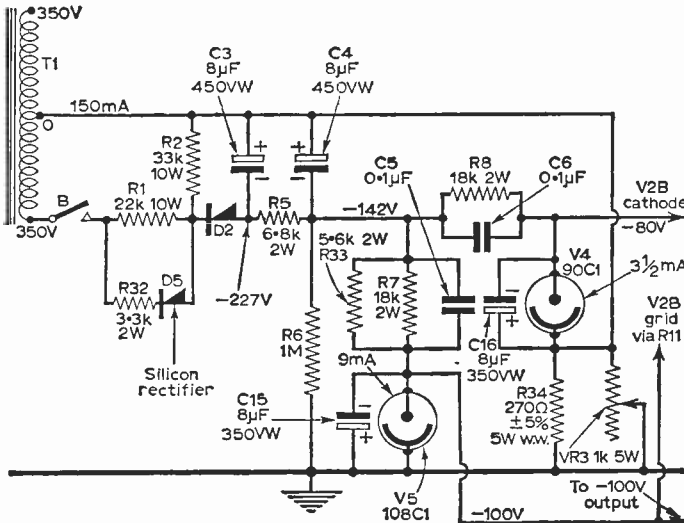 350V
T1
150mA
O
B
350V
R1
22k 10W
R2
33k
10W
C3
8µF
450VW
+
−
C4
8µF
450VW
+
−
D2
R5
6·8k
2W
−227V
R32
3·3k
2W
D5
Silicon
rectifier
−142V
C5
0·1µF
R8
18k 2W
C6
0·1µF
V2B
cathode
−80V
5·6k 2W
R33
R7
18k
2W
V4
90C1
3½mA
−
+
C16
8µF
350VW
V2B
grid
via R11
R6
1M
9mA
C15
8µF
350VW
−
+
R34
270Ω
±5%
5W w.w.
VR3 1k 5W
V5
108C1
−100V
To −100V
output